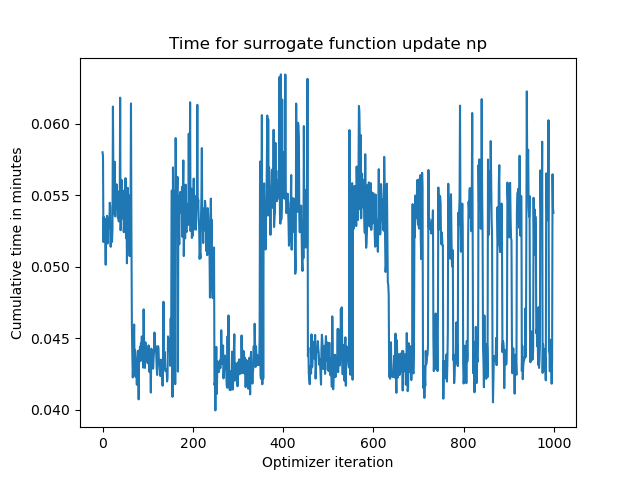 Time for surrogate function update np
Cumulative time in minutes
0.060
0.055
0.050
0.045
0.040
0 200 400 600 800 1000
Optimizer iteration